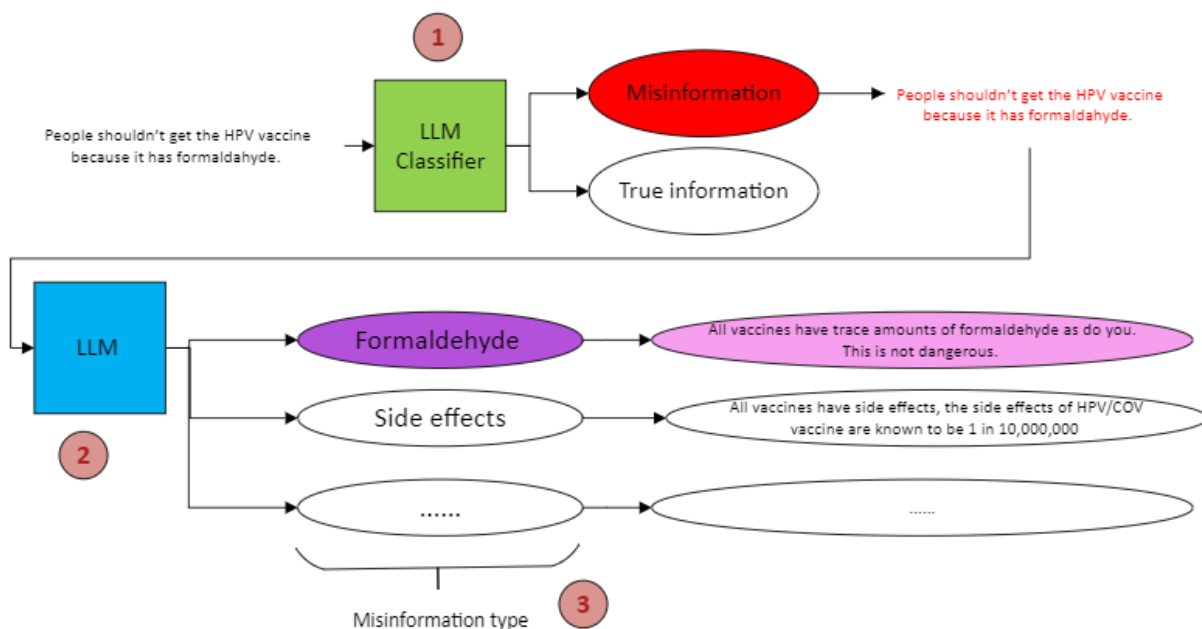 1
People shouldn't get the HPV vaccine
because it has formaldahyde.
LLM
Classifier
Misinformation
People shouldn't get the HPV vaccine
because it has formaldahyde.
True information
LLM
Formaldehyde
All vaccines have trace amounts of formaldehyde as do you.
This is not dangerous.
Side effects
All vaccines have side effects, the side effects of HPV/COV
vaccine are known to be 1 in 10,000,000
2
......
......
3
Misinformation type